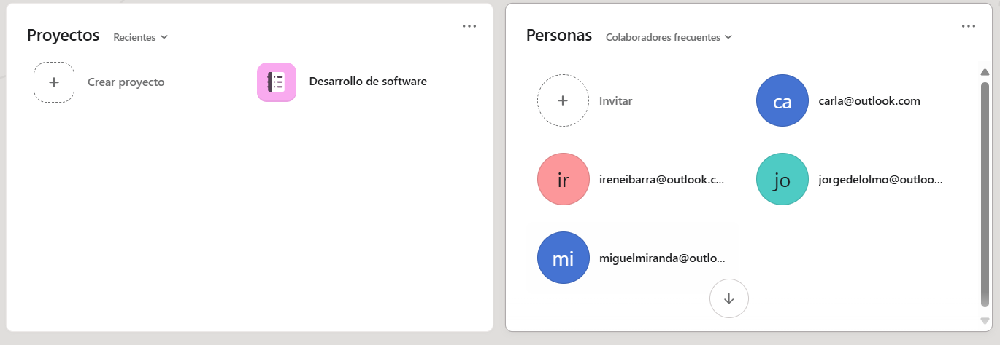 Proyectos Recientes
Crear proyecto
Desarrollo de software
Personas Colaboradores frecuentes
Invitar
ca carla@outlook.com
ir ireneibarra@outlook.c...
jo jorgedelolmo@outloo...
mi miguelmiranda@outlo...